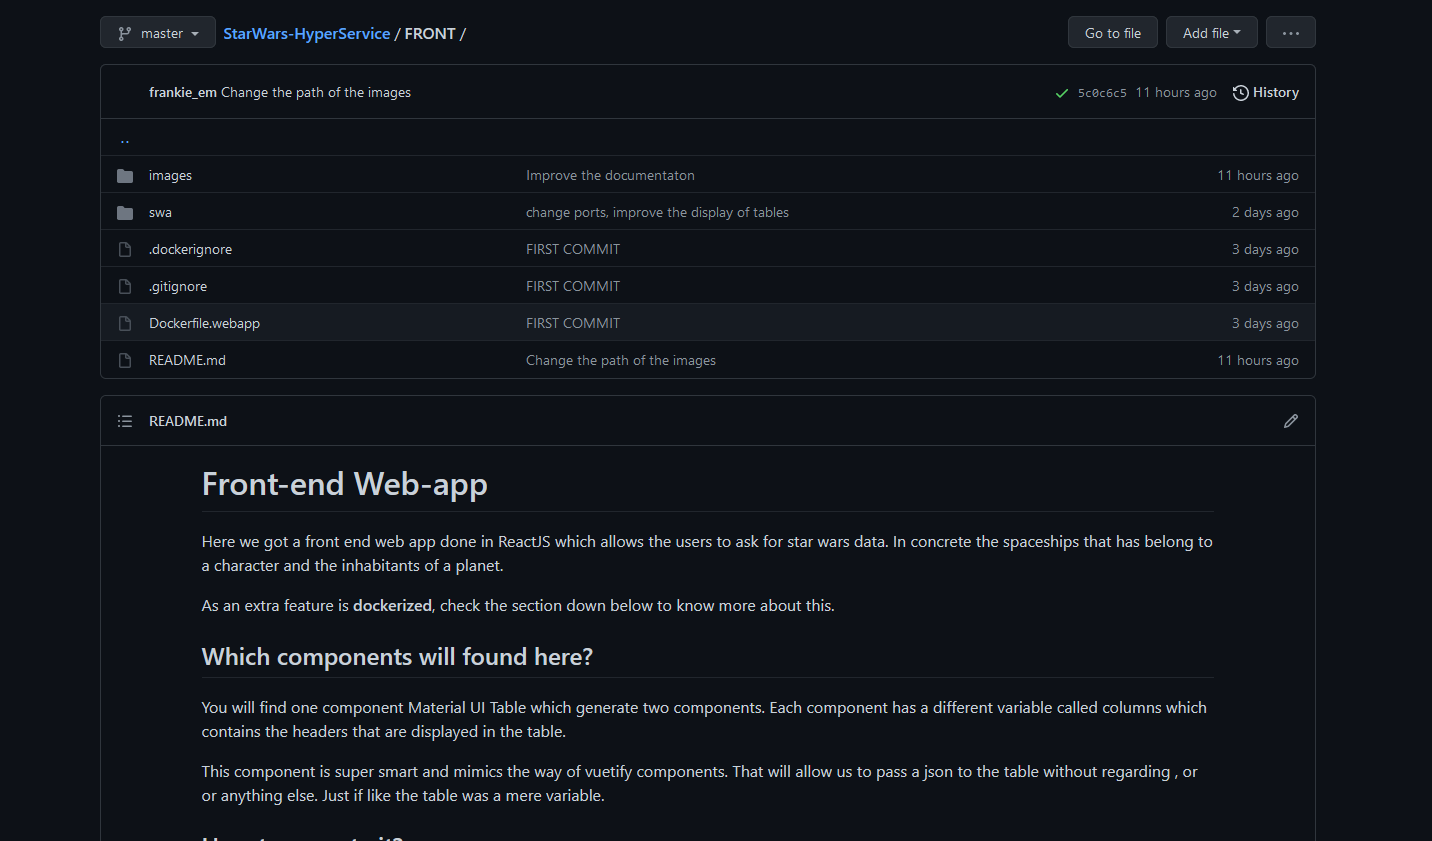 master StarWars-HyperService / FRONT / Go to file Add file ...
frankie_em Change the path of the images 5c0c6c5 11 hours ago History
..
images Improve the documentaton 11 hours ago
swa change ports, improve the display of tables 2 days ago
.dockerignore FIRST COMMIT 3 days ago
.gitignore FIRST COMMIT 3 days ago
Dockerfile.webapp FIRST COMMIT 3 days ago
README.md Change the path of the images 11 hours ago
README.md
Front-end Web-app
Here we got a front end web app done in ReactJS which allows the users to ask for star wars data. In concrete the spaceships that has belong to
a character and the inhabitants of a planet.
As an extra feature is dockerized, check the section down below to know more about this.
Which components will found here?
You will find one component Material UI Table which generate two components. Each component has a different variable called columns which
contains the headers that are displayed in the table.
This component is super smart and mimics the way of vuetify components. That will allow us to pass a json to the table without regarding , or
or anything else. Just if like the table was a mere variable.